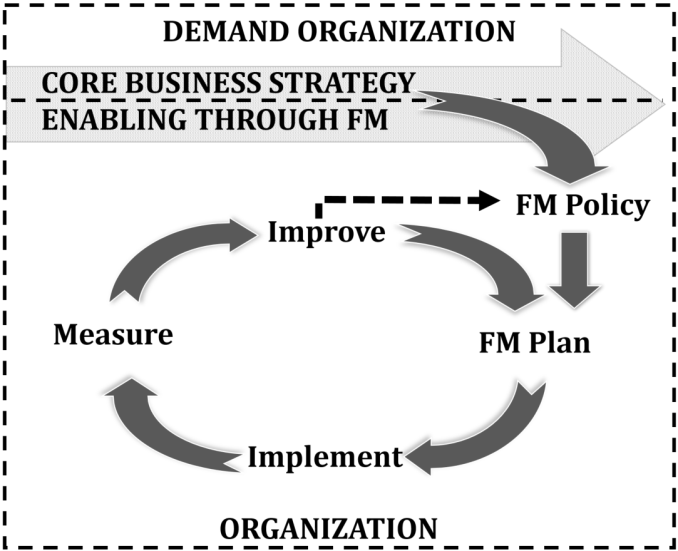 DEMAND ORGANIZATION
CORE BUSINESS STRATEGY
ENABLING THROUGH FM
FM Policy
Improve
Measure
FM Plan
Implement
ORGANIZATION